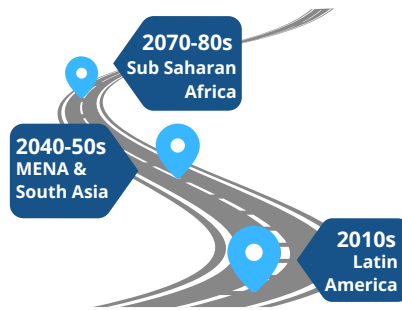 2070-80s
Sub Saharan
Africa
2040-50s
MENA &
South Asia
2010s
Latin
America